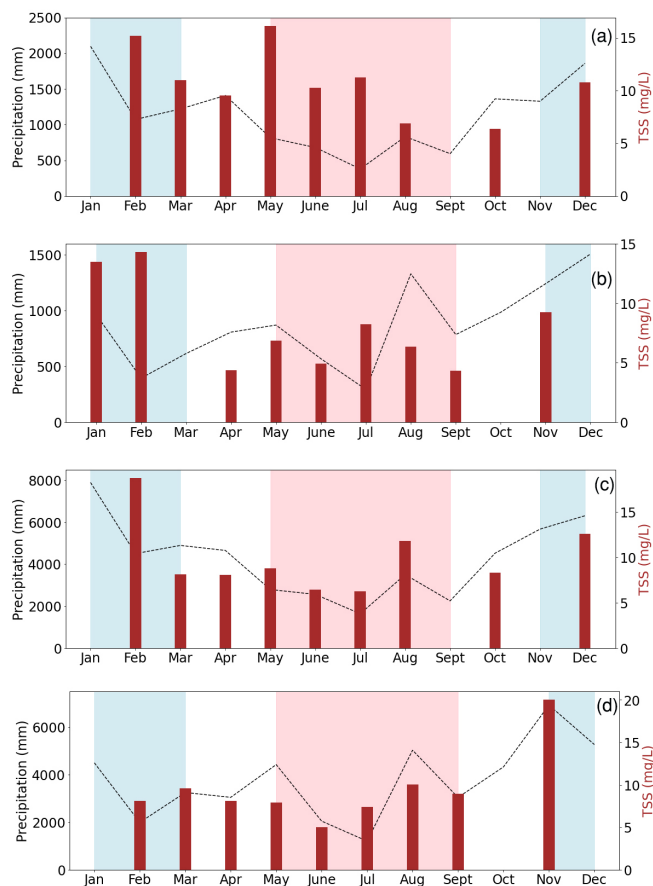 (a)
Precipitation (mm)
2500
2000
1500
1000
500
0
15
10
5
0
TSS (mg/L)
Jan Feb Mar Apr May June Jul Aug Sept Oct Nov Dec
(b)
Precipitation (mm)
1500
1000
500
0
15
10
5
0
TSS (mg/L)
Jan Feb Mar Apr May June Jul Aug Sept Oct Nov Dec
(c)
Precipitation (mm)
8000
6000
4000
2000
0
15
10
5
0
TSS (mg/L)
Jan Feb Mar Apr May June Jul Aug Sept Oct Nov Dec
(d)
Precipitation (mm)
6000
4000
2000
0
20
15
10
5
0
TSS (mg/L)
Jan Feb Mar Apr May June Jul Aug Sept Oct Nov Dec